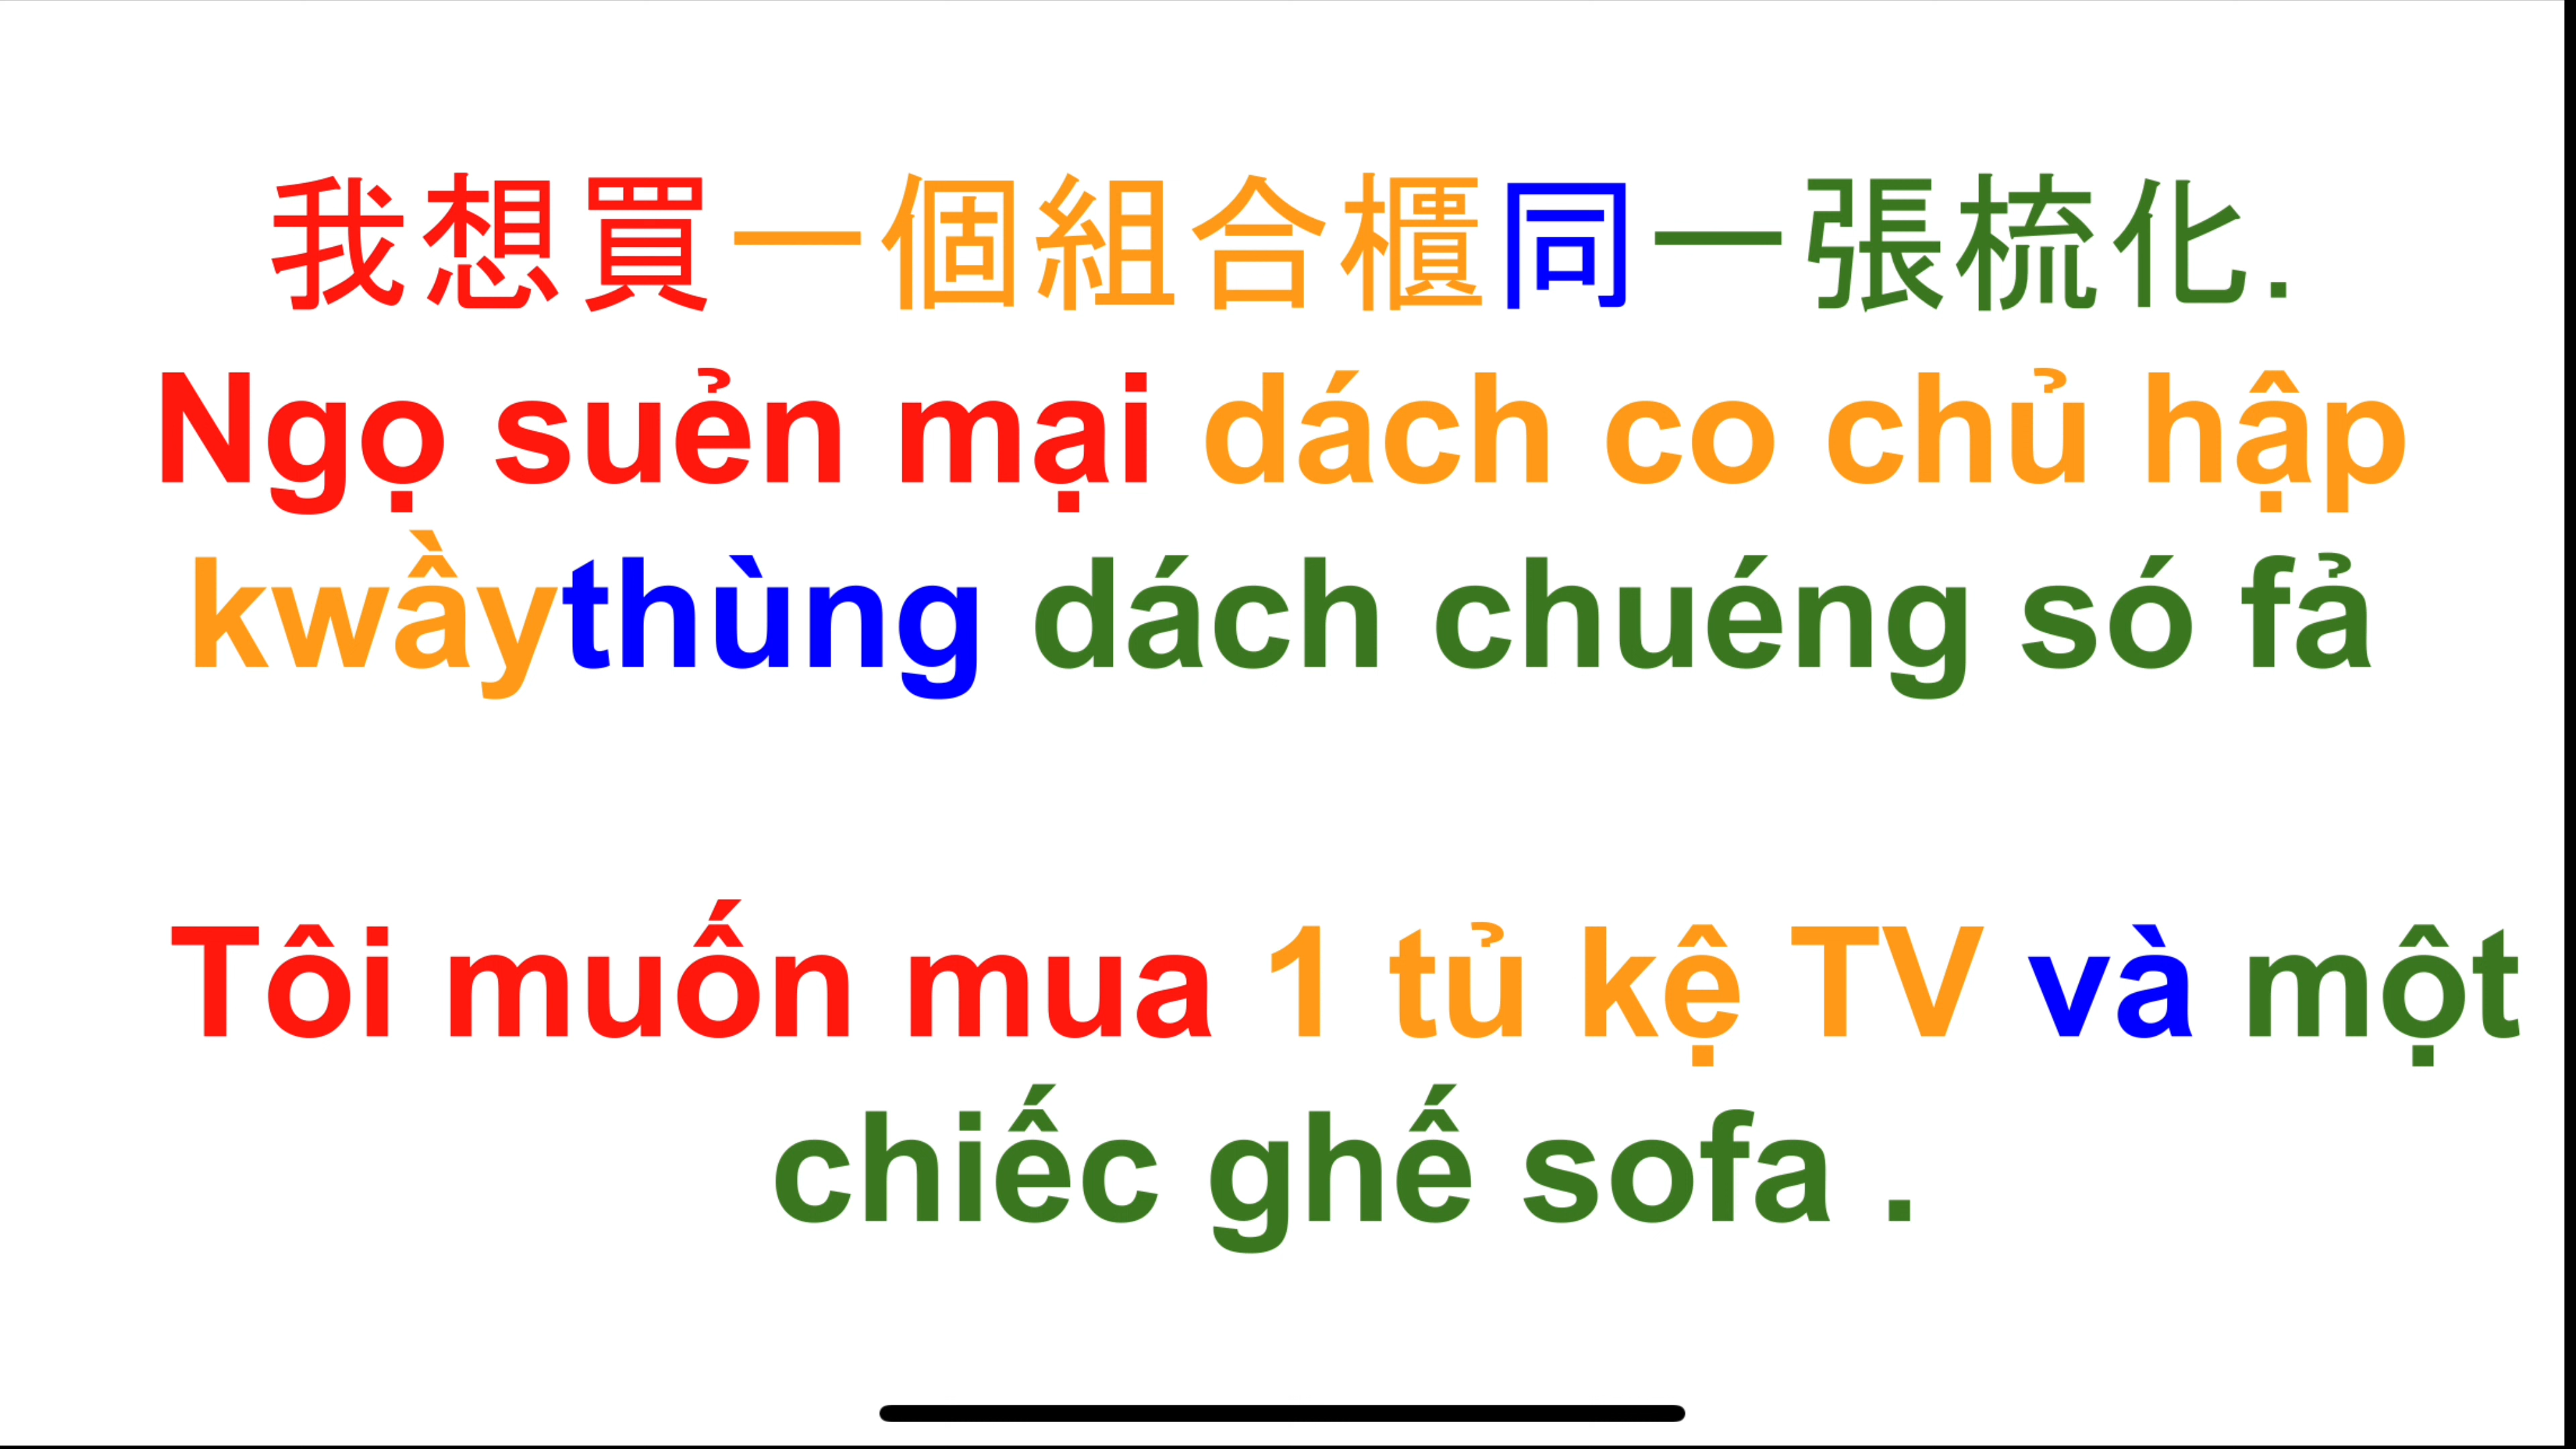 我想買一個組合櫃同一張梳化.
Ngọ suẻn mại dách co chủ hập
kwầythùng dách chuéng só fả
Tôi muốn mua 1 tủ kệ TV và một
chiếc ghế sofa .